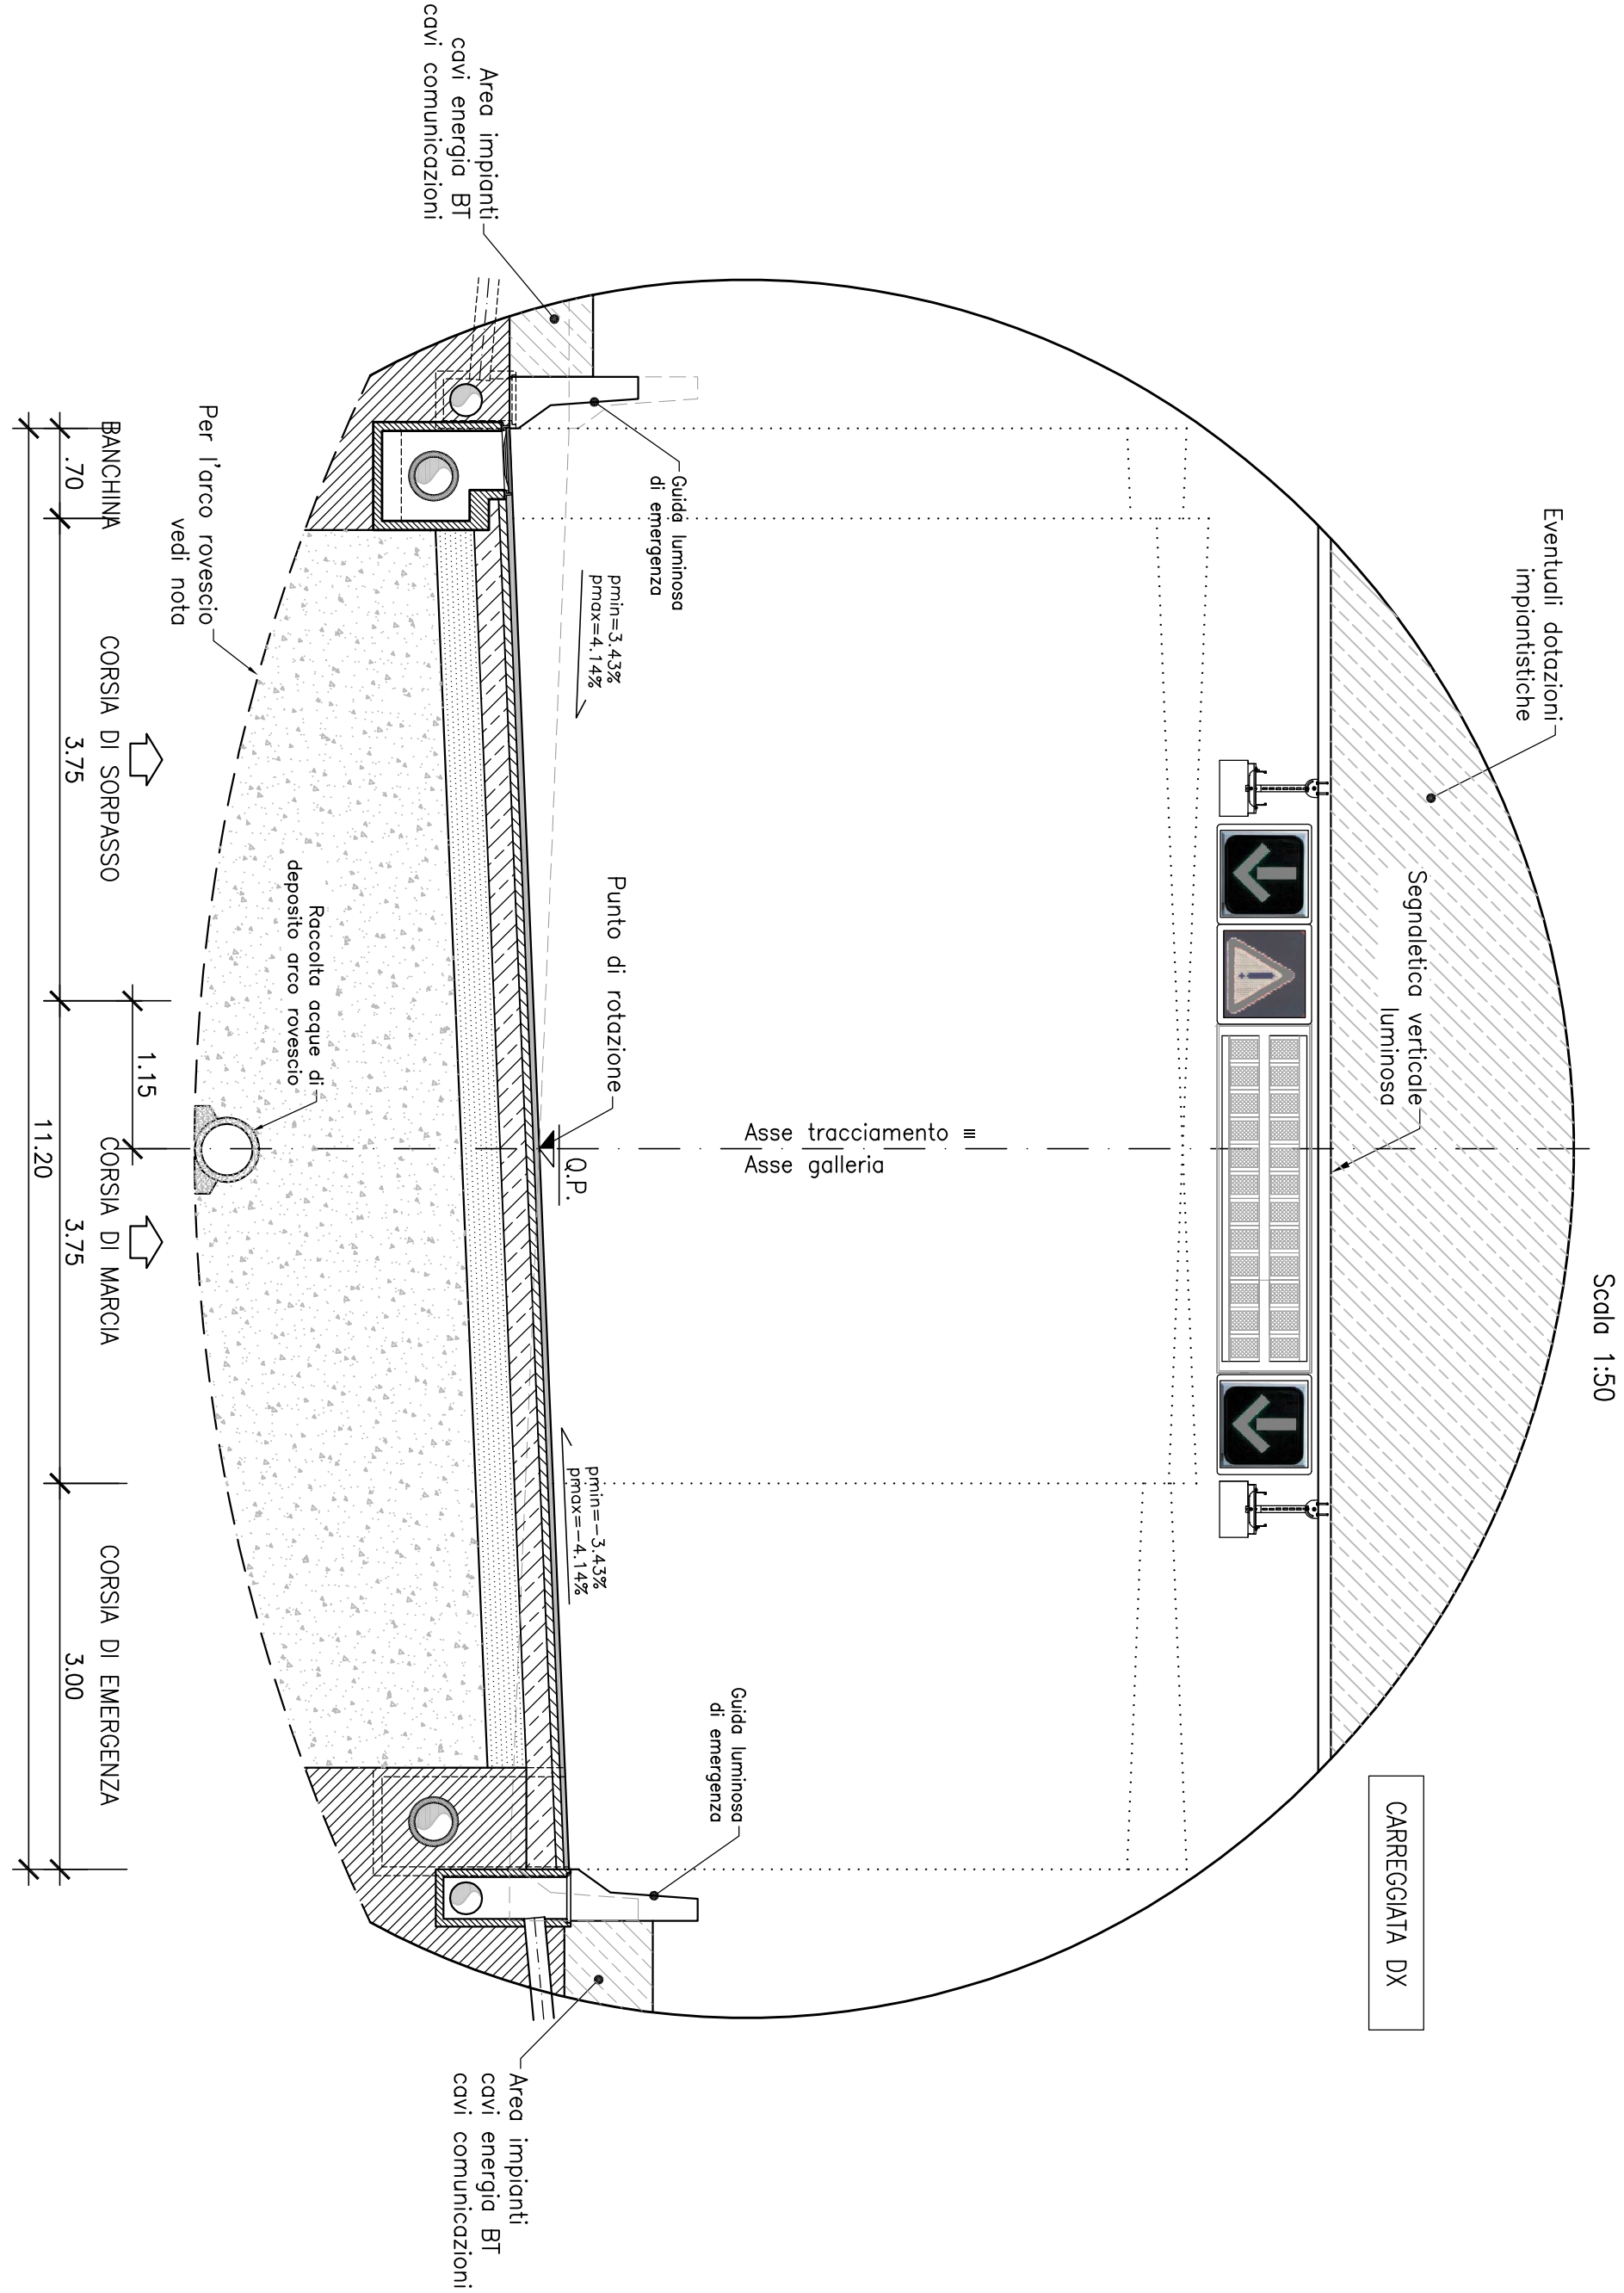 Scala 1:50
CARREGGIATA DX
Eventuali dotazioni
impiantistiche
Segnaletica verticale
luminosa
Asse tracciamento ≡
Asse galleria
Guida luminosa
di emergenza
Guida luminosa
di emergenza
Punto di rotazione
Q.P.
pmin=3.43%
pmax=4.14%
pmin=-3.43%
pmax=-4.14%
Area impianti
cavi energia BT
cavi comunicazioni
Area impianti
cavi energia BT
cavi comunicazioni
Raccolta acque di
deposito arco rovescio
Per l'arco rovescio
vedi nota
1.15
BANCHINA
CORSIA DI SORPASSO
CORSIA DI MARCIA
CORSIA DI EMERGENZA
.70
3.75
3.75
3.00
11.20